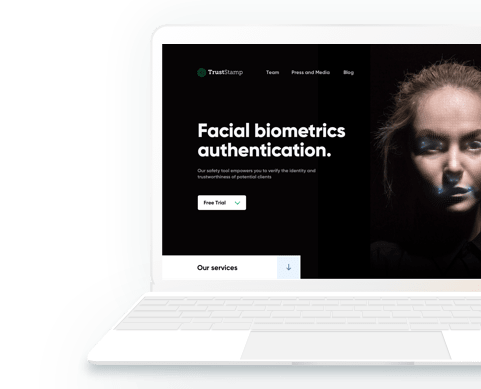 TrustStamp
Team
Press and Media
Blog
Facial biometrics
authentication.
Our safety tool empowers you to verify the identity and
trustworthiness of potential clients
Free Trial
Our services